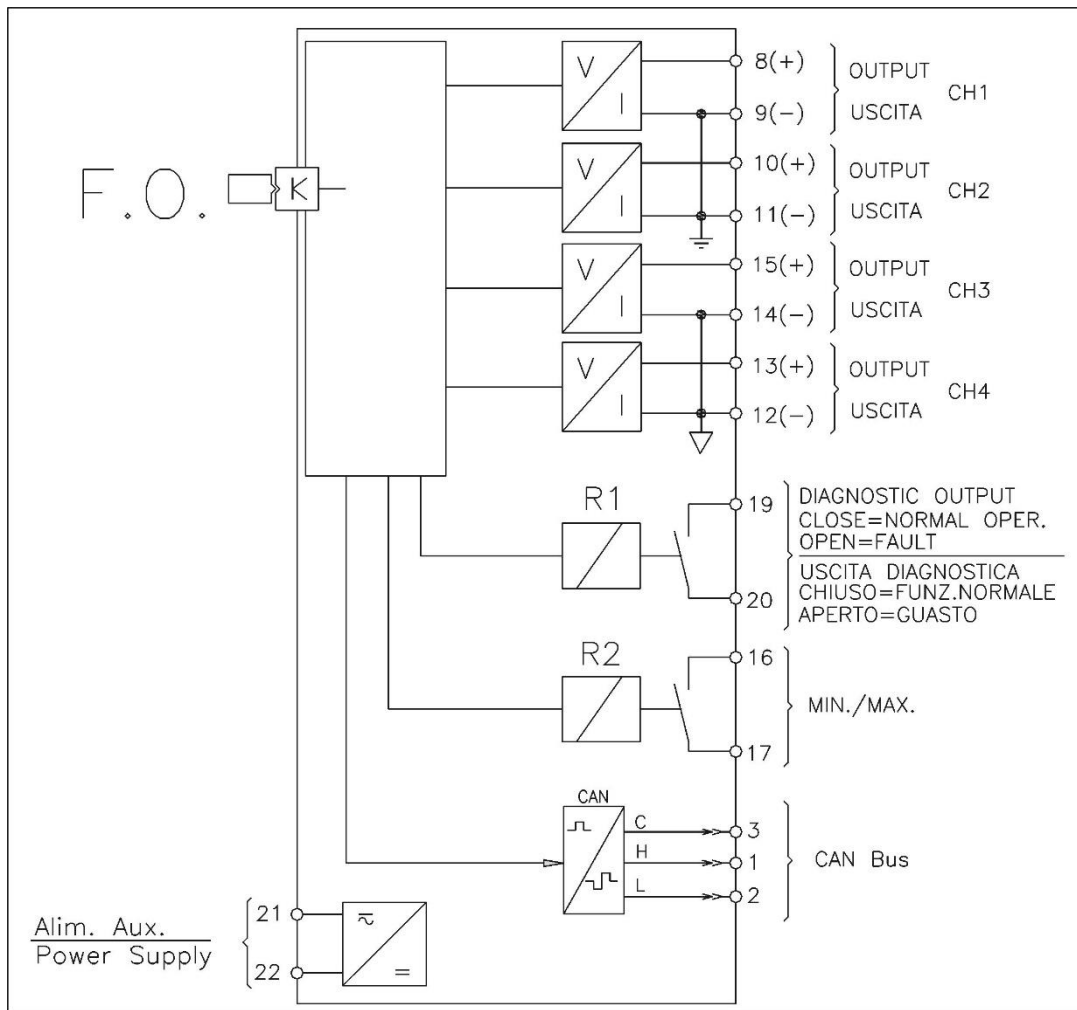 F.O.
K
V
I
8(+)
9(-)
OUTPUT
USCITA
CH1
V
I
10(+)
11(-)
OUTPUT
USCITA
CH2
V
I
15(+)
14(-)
OUTPUT
USCITA
CH3
V
I
13(+)
12(-)
OUTPUT
USCITA
CH4
R1
19
20
DIAGNOSTIC OUTPUT
CLOSE=NORMAL OPER.
OPEN=FAULT
USCITA DIAGNOSTICA
CHIUSO=FUNZ.NORMALE
APERTO=GUASTO
R2
16
17
MIN./MAX.
CAN
C
H
L
3
1
2
CAN Bus
Alim. Aux.
Power Supply
21
22